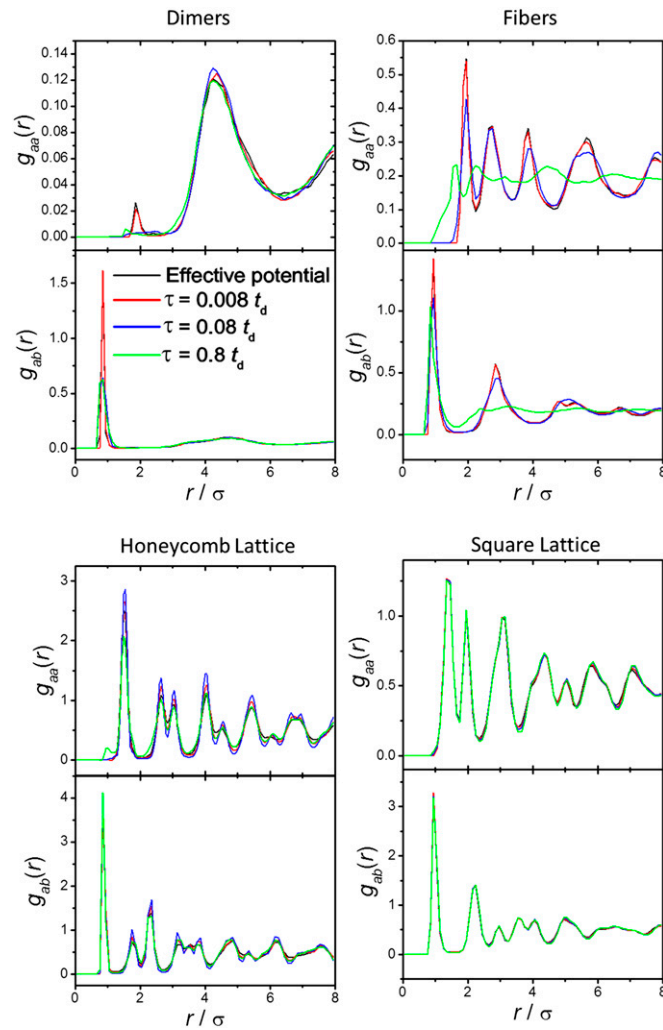 Dimers
Fibers
0.14
0.12
0.10
0.08
0.06
0.04
0.02
0.00
g_aa(r)
0.6
0.5
0.4
0.3
0.2
0.1
0.0
g_aa(r)
1.5
1.0
0.5
0.0
g_ab(r)
Effective potential
τ = 0.008 t_d
τ = 0.08 t_d
τ = 0.8 t_d
1.0
0.5
0.0
g_ab(r)
0 2 4 6 8
r / σ
0 2 4 6 8
r / σ
Honeycomb Lattice
Square Lattice
3
2
1
0
g_aa(r)
1.0
0.5
0.0
g_aa(r)
4
3
2
1
0
g_ab(r)
3
2
1
0
g_ab(r)
0 2 4 6 8
r / σ
0 2 4 6 8
r / σ